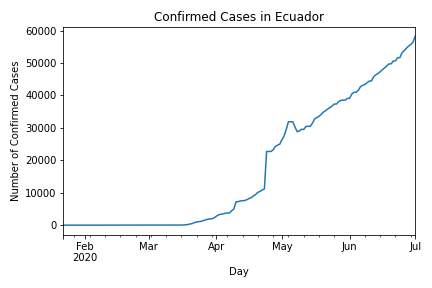 Confirmed Cases in Ecuador
Number of Confirmed Cases
60000
50000
40000
30000
20000
10000
0
Feb Mar Apr May Jun Jul
2020
Day